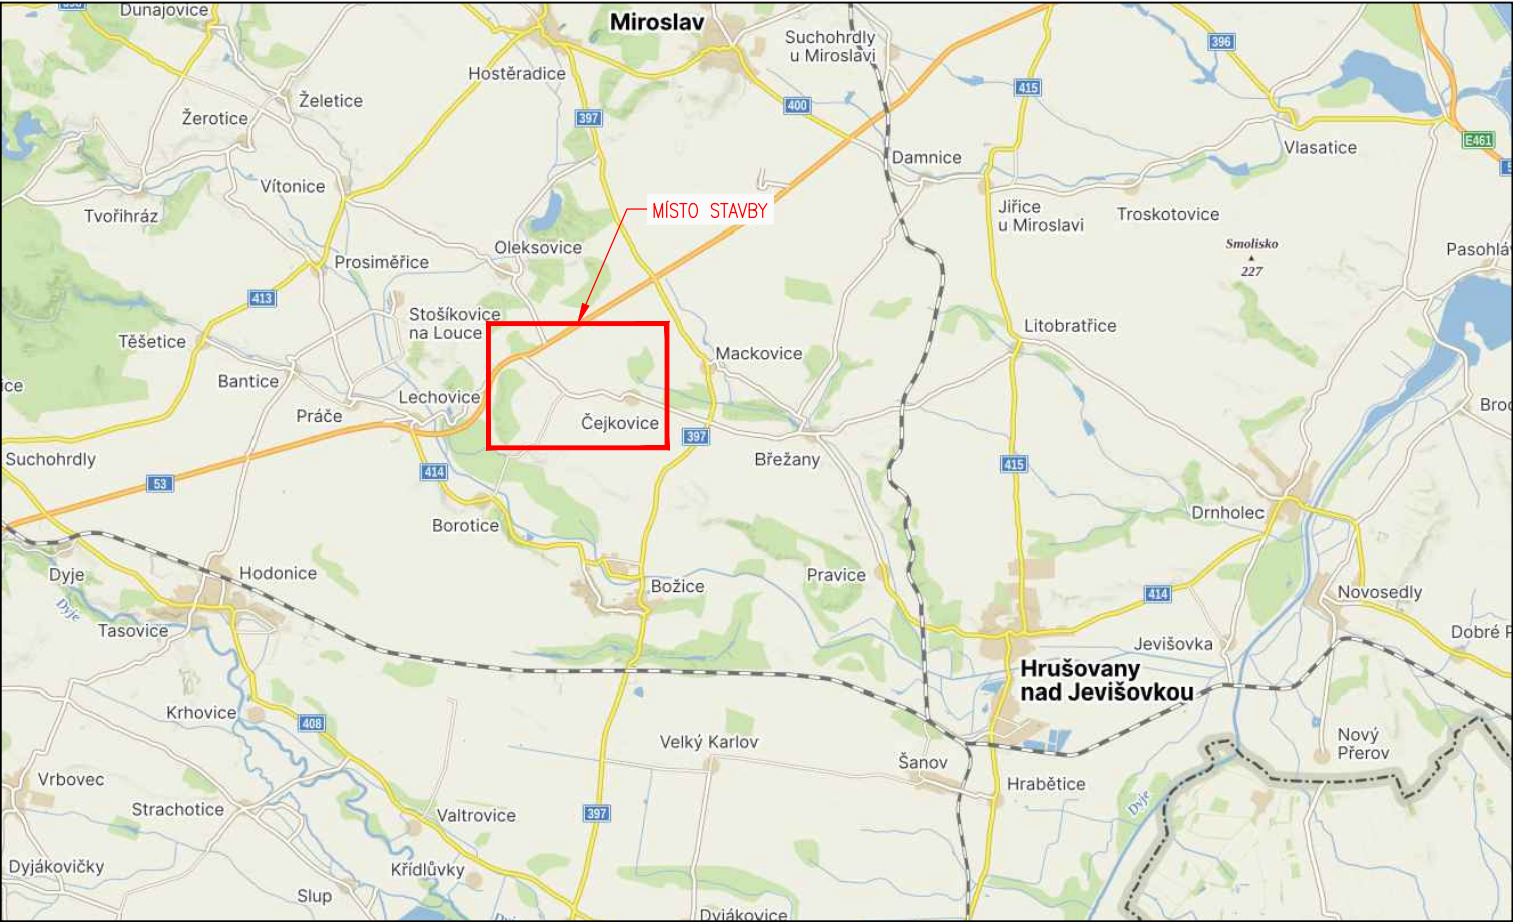 Dunajovice
Miroslav
Suchohrdly
u Miroslavi
396
Hostěradice
415
Želetice
400
Žerotice
397
E461
Vlasatice
Damnice
Vítonice
Tvořihráz
MÍSTO STAVBY
Jiřice
u Miroslavi
Troskotovice
Oleksovice
Smolisko
227
Prosiměřice
413
Stošíkovice
na Louce
Litobratřice
Těšetice
Mackovice
Bantice
Lechovice
Práče
Čejkovice
397
Suchohrdly
Břežany
415
414
53
Drnholec
Borotice
Dyje
Hodonice
Pravice
Božice
414
Novosedly
Dyje
Tasovice
Jevišovka
Hrušovany
nad Jevišovkou
Krhovice
408
Velký Karlov
Nový
Přerov
Šanov
Vrbovec
Hrabětice
Strachotice
Dyje
Valtrovice
397
Dyjákovičky
Křídlůvky
Slup
Dyjákovice